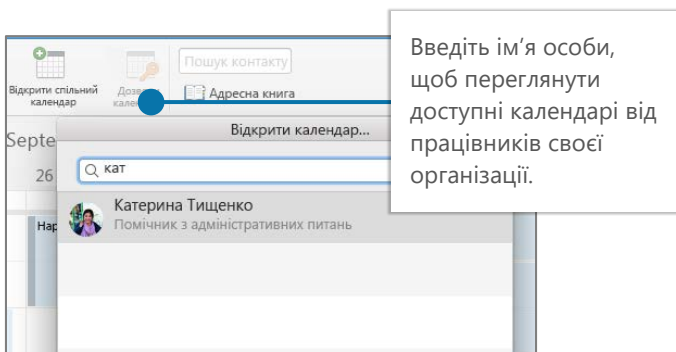 Введіть ім’я особи,
щоб переглянути
доступні календарі від
працівників своєї
організації.
Пошук контакту
Відкрити спільний
календар
Адресна книга
Septe
Відкрити календар...
26
кат
Катерина Тищенко
Помічник з адміністративних питань
Нар